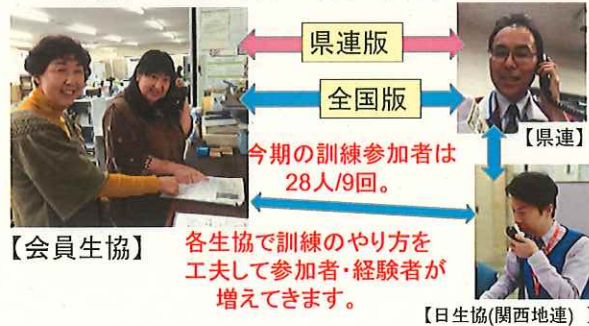 県連版
全国版
【県連】
今期の訓練参加者は
28人/9回。
【会員生協】
各生協で訓練のやり方を
工夫して参加者・経験者が
増えてきます。
【日生協(関西地連) 】